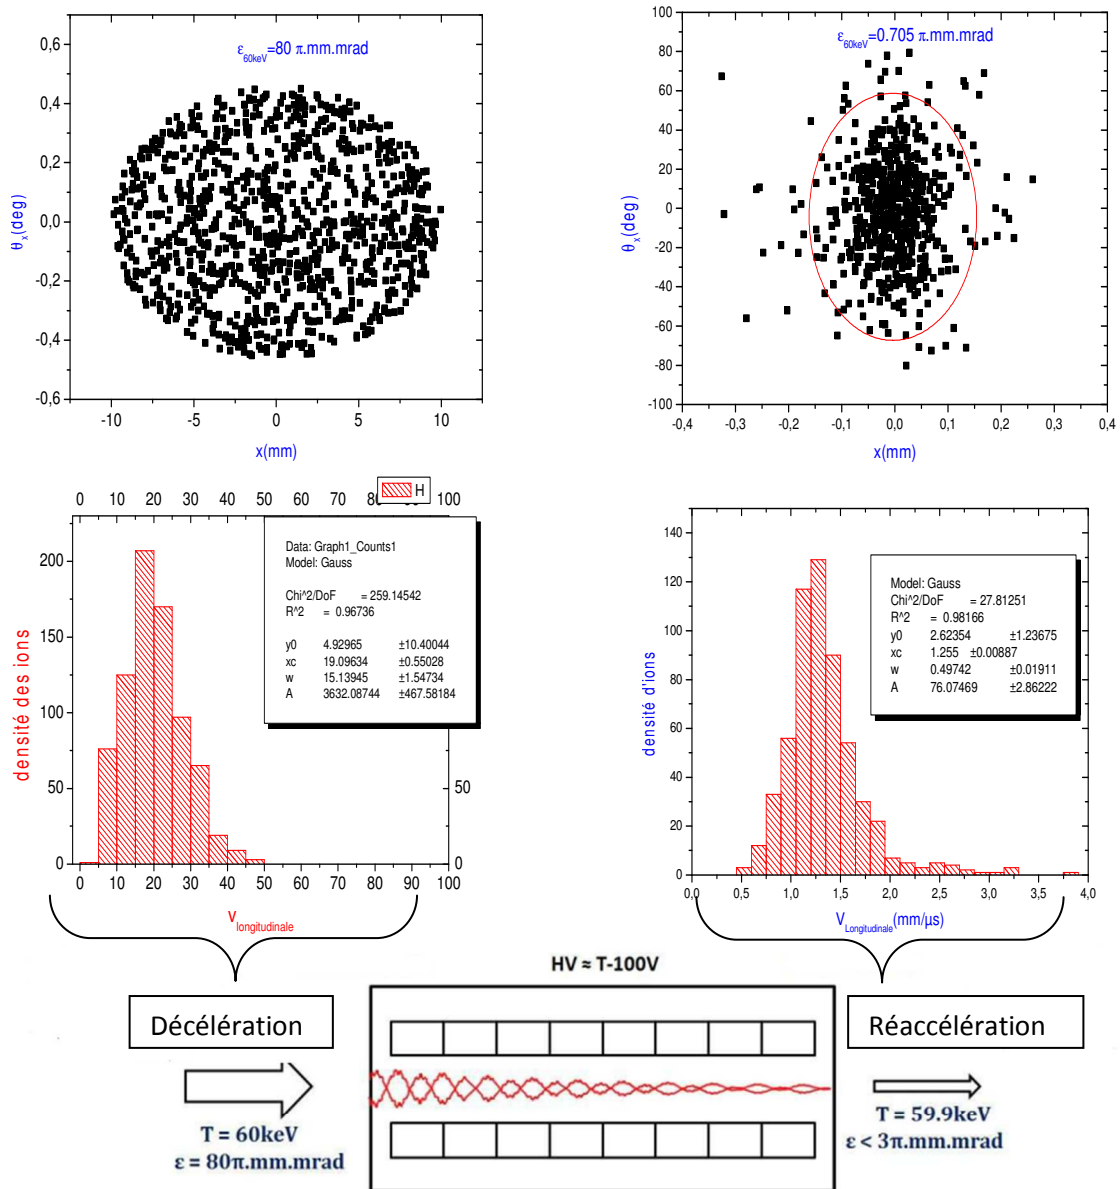 ε60keV=80 π.mm.mrad
0,6
0,4
0,2
0,0
-0,2
-0,4
-0,6
θx(deg)
-10 -5 0 5 10
x(mm)
ε60keV=0.705 π.mm.mrad
100
80
60
40
20
0
-20
-40
-60
-80
-100
θx(deg)
-0,4 -0,3 -0,2 -0,1 0,0 0,1 0,2 0,3 0,4
x(mm)
H
0 10 20 30 40 50 60 70 80 90 100
200
150
100
50
0
densité des ions
Data: Graph1_Counts1
Model: Gauss
Chi^2/DoF = 259.14542
R^2 = 0.96736
y0 4.92965 ±10.40044
xc 19.09634 ±0.55028
w 15.13945 ±1.54734
A 3632.08744 ±467.58184
50
0
0 10 20 30 40 50 60 70 80 90 100
Vlongitudinale
140
120
100
80
60
40
20
0
densité d'ions
Model: Gauss
Chi^2/DoF = 27.81251
R^2 = 0.98166
y0 2.62354 ±1.23675
xc 1.255 ±0.00887
w 0.49742 ±0.01911
A 76.07469 ±2.86222
0,0 0,5 1,0 1,5 2,0 2,5 3,0 3,5 4,0
VLongitudinale(mm/µs)
HV ≈ T-100V
Décélération
Réaccélération
T = 60keV
ε = 80π.mm.mrad
T = 59.9keV
ε < 3π.mm.mrad